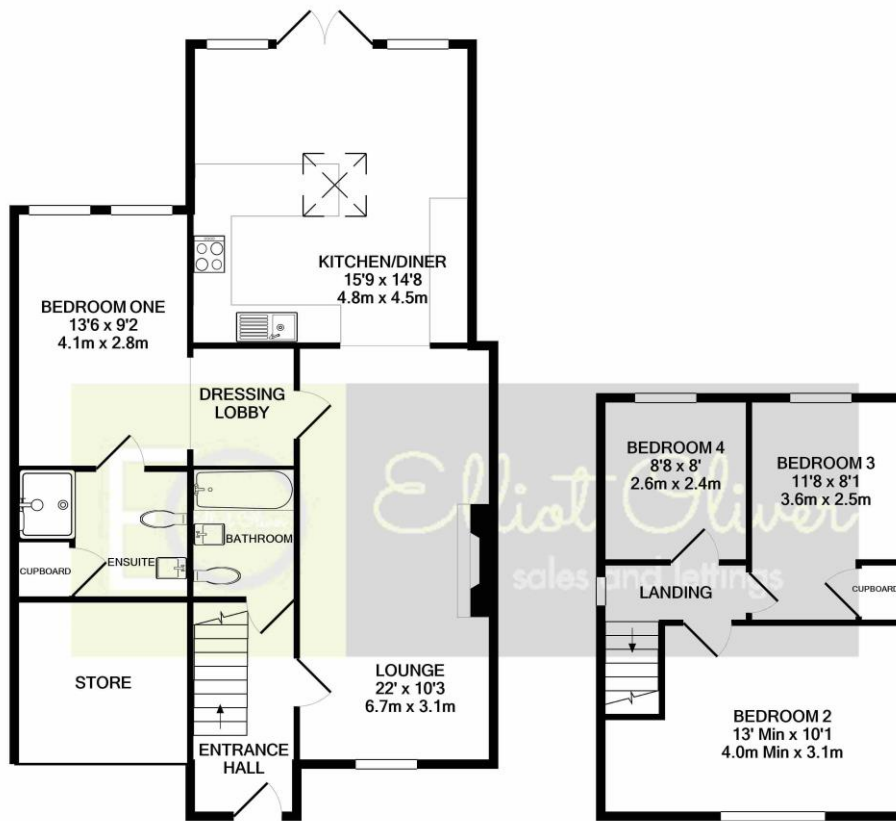 KITCHEN/DINER
15'9 x 14'8
4.8m x 4.5m
BEDROOM ONE
13'6 x 9'2
4.1m x 2.8m
DRESSING
LOBBY
BATHROOM
ENSUITE
CUPBOARD
STORE
LOUNGE
22' x 10'3
6.7m x 3.1m
ENTRANCE
HALL
BEDROOM 4
8'8 x 8'
2.6m x 2.4m
BEDROOM 3
11'8 x 8'1
3.6m x 2.5m
CUPBOARD
LANDING
BEDROOM 2
13' Min x 10'1
4.0m Min x 3.1m
Elliot Oliver
sales and lettings